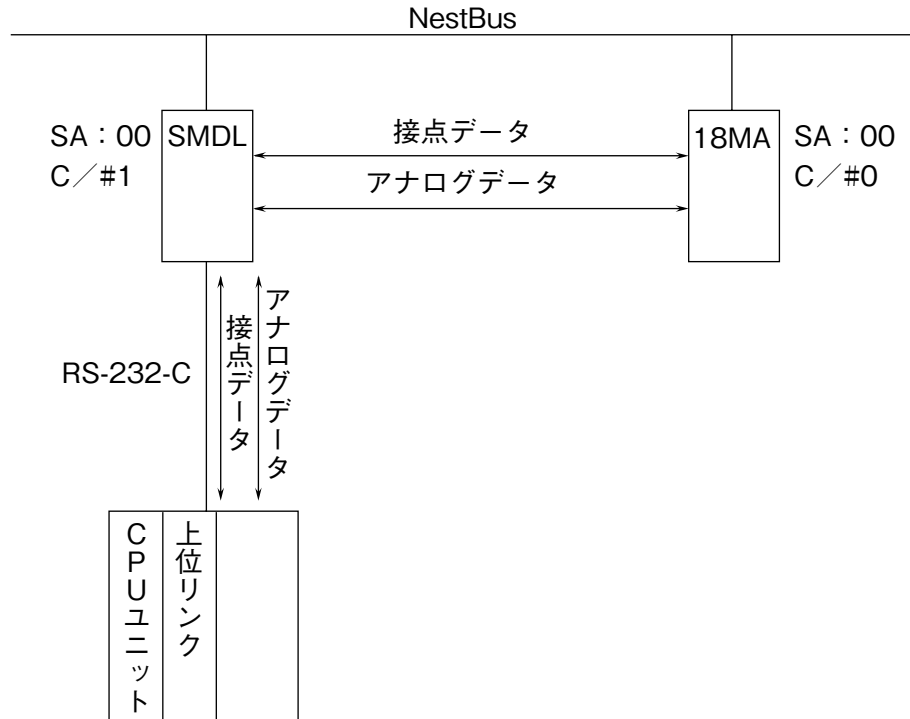 NestBus
SA：00
C／#1
SMDL
接点データ
アナログデータ
18MA
SA：00
C／#0
RS-232-C
接点データ
アナログデータ
CPUユニット
上位リンク